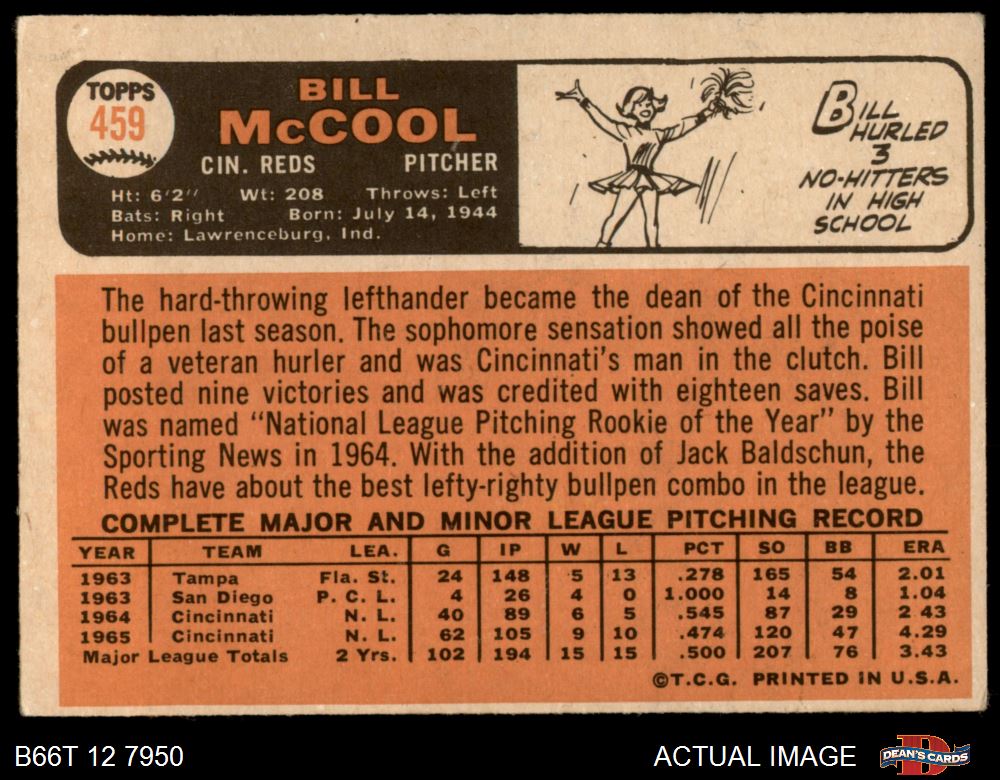 TOPPS
459
BILL
McCOOL
CIN. REDS PITCHER
Ht: 6'2" Wt: 208 Throws: Left
Bats: Right Born: July 14, 1944
Home: Lawrenceburg, Ind.
BILL
HURLED
3
NO-HITTERS
IN HIGH
SCHOOL
The hard-throwing lefthander became the dean of the Cincinnati
bullpen last season. The sophomore sensation showed all the poise
of a veteran hurler and was Cincinnati's man in the clutch. Bill
posted nine victories and was credited with eighteen saves. Bill
was named "National League Pitching Rookie of the Year" by the
Sporting News in 1964. With the addition of Jack Baldschun, the
Reds have about the best lefty-righty bullpen combo in the league.
COMPLETE MAJOR AND MINOR LEAGUE PITCHING RECORD
YEAR TEAM LEA. G IP W L PCT SO BB ERA
1963 Tampa Fla. St. 24 148 5 13 .278 165 54 2.01
1963 San Diego P. C. L. 4 26 4 0 1.000 14 8 1.04
1964 Cincinnati N. L. 40 89 6 5 .545 87 29 2.43
1965 Cincinnati N. L. 62 105 9 10 .474 120 47 4.29
Major League Totals 2 Yrs. 102 194 15 15 .500 207 76 3.43
©T.C.G. PRINTED IN U.S.A.
B66T 12 7950 ACTUAL IMAGE DEAN'S CARDS